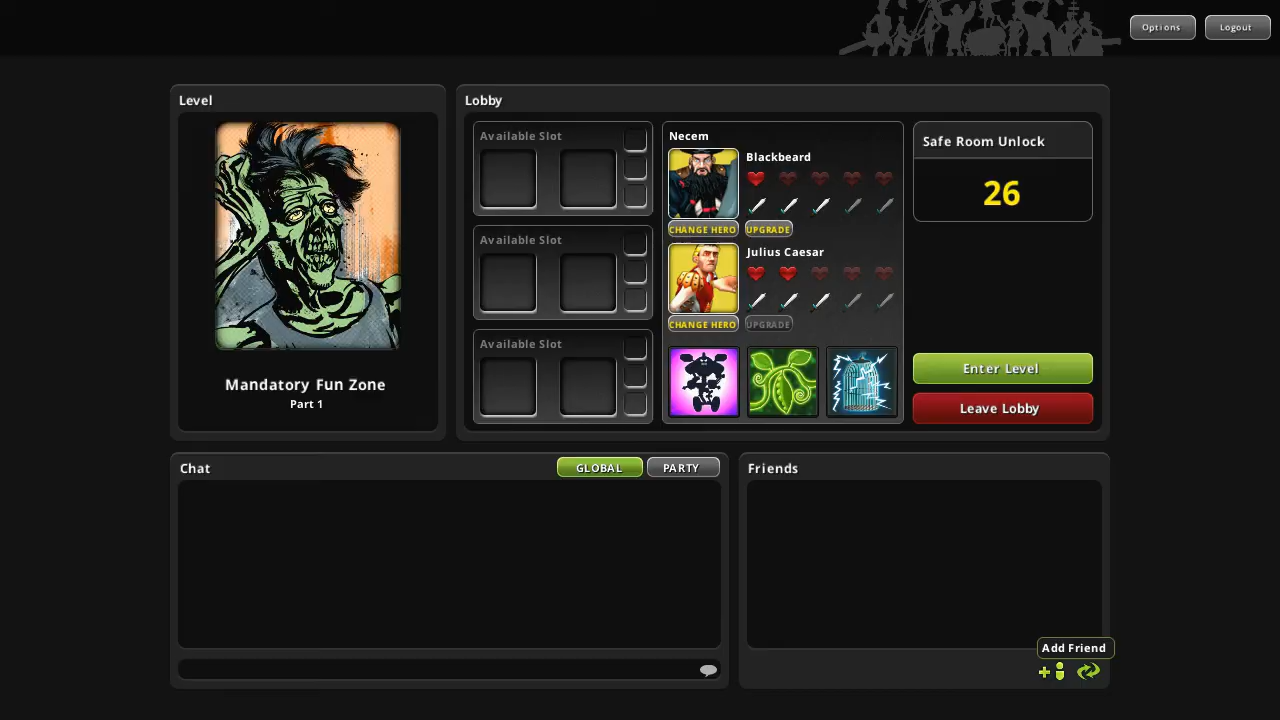 Options
Logout
Level
Mandatory Fun Zone
Part 1
Lobby
Available Slot
Available Slot
Available Slot
Necem
Blackbeard
CHANGE HERO
UPGRADE
Julius Caesar
CHANGE HERO
UPGRADE
Safe Room Unlock
26
Enter Level
Leave Lobby
Chat
GLOBAL
PARTY
Friends
Add Friend